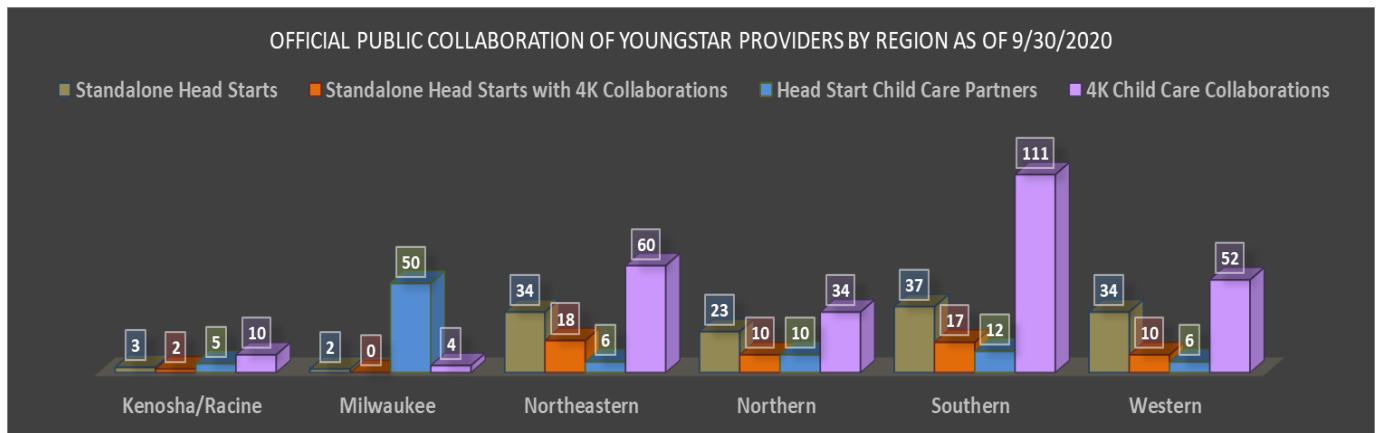 OFFICIAL PUBLIC COLLABORATION OF YOUNGSTAR PROVIDERS BY REGION AS OF 9/30/2020
Standalone Head Starts Standalone Head Starts with 4K Collaborations Head Start Child Care Partners 4K Child Care Collaborations
3 2 5 10 2 0 50 4 34 18 6 60 23 10 10 34 37 17 12 111 34 10 6 52
Kenosha/Racine Milwaukee Northeastern Northern Southern Western